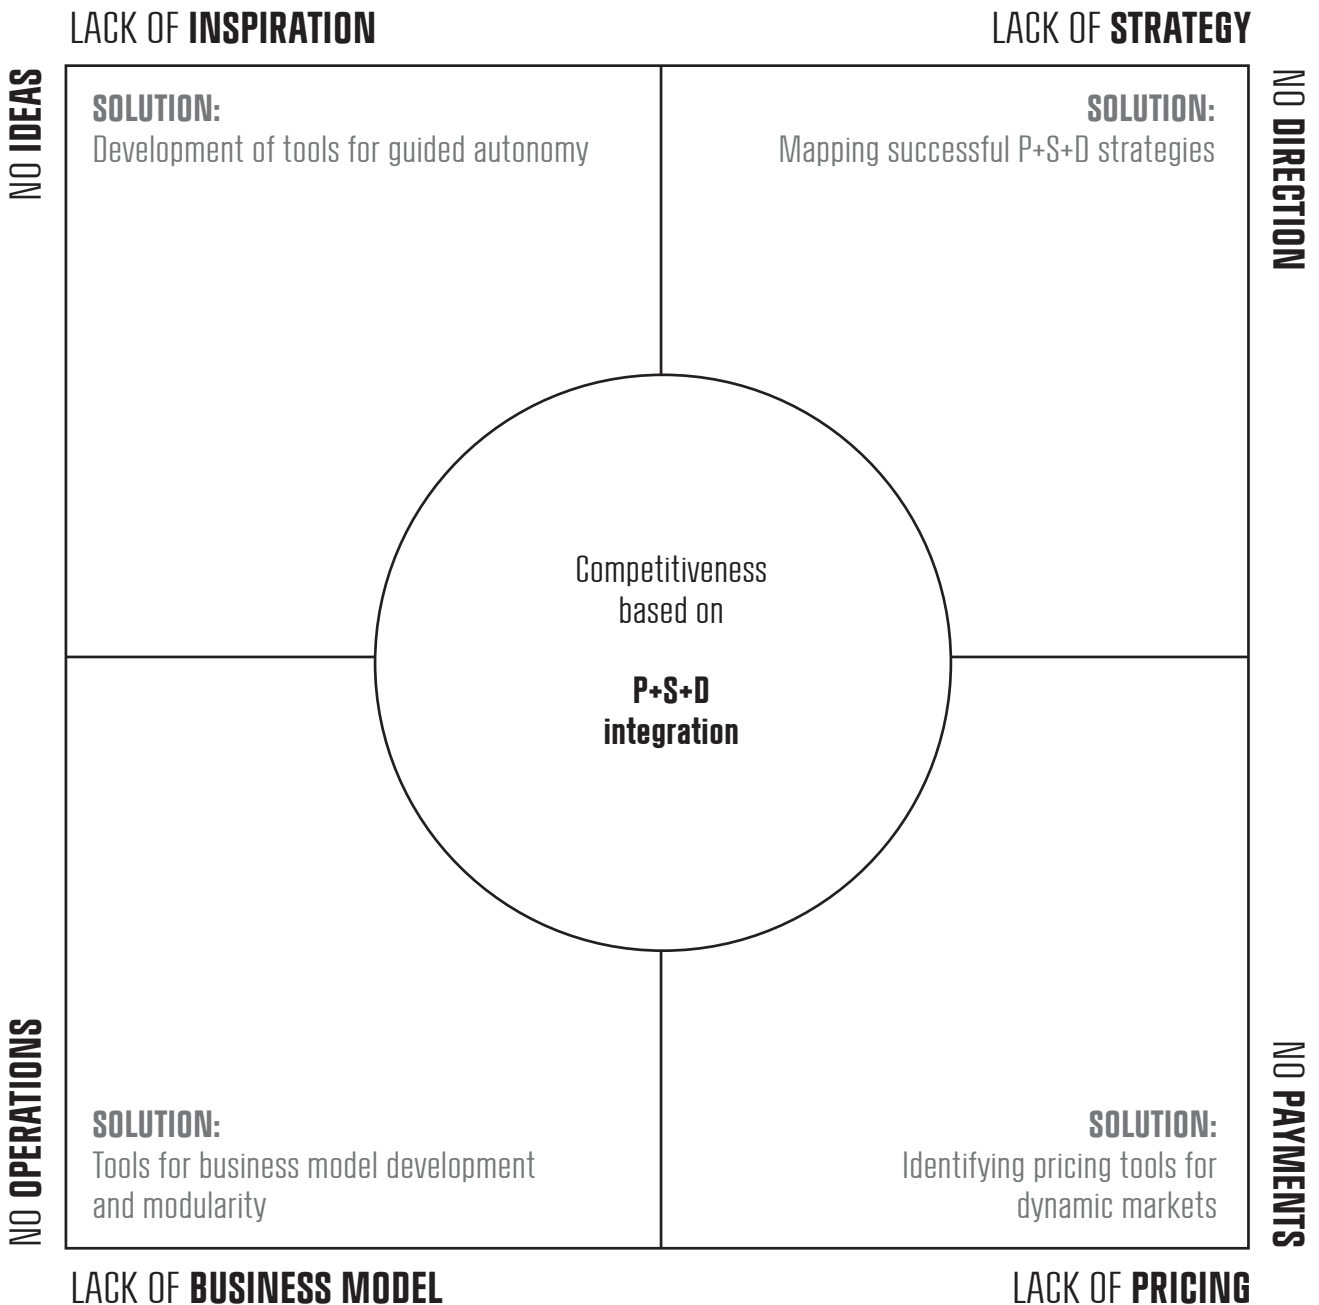 LACK OF INSPIRATION
LACK OF STRATEGY
NO IDEAS
NO DIRECTION
SOLUTION:
Development of tools for guided autonomy
SOLUTION:
Mapping successful P+S+D strategies
Competitiveness
based on
P+S+D
integration
NO OPERATIONS
NO PAYMENTS
SOLUTION:
Tools for business model development
and modularity
SOLUTION:
Identifying pricing tools for
dynamic markets
LACK OF BUSINESS MODEL
LACK OF PRICING